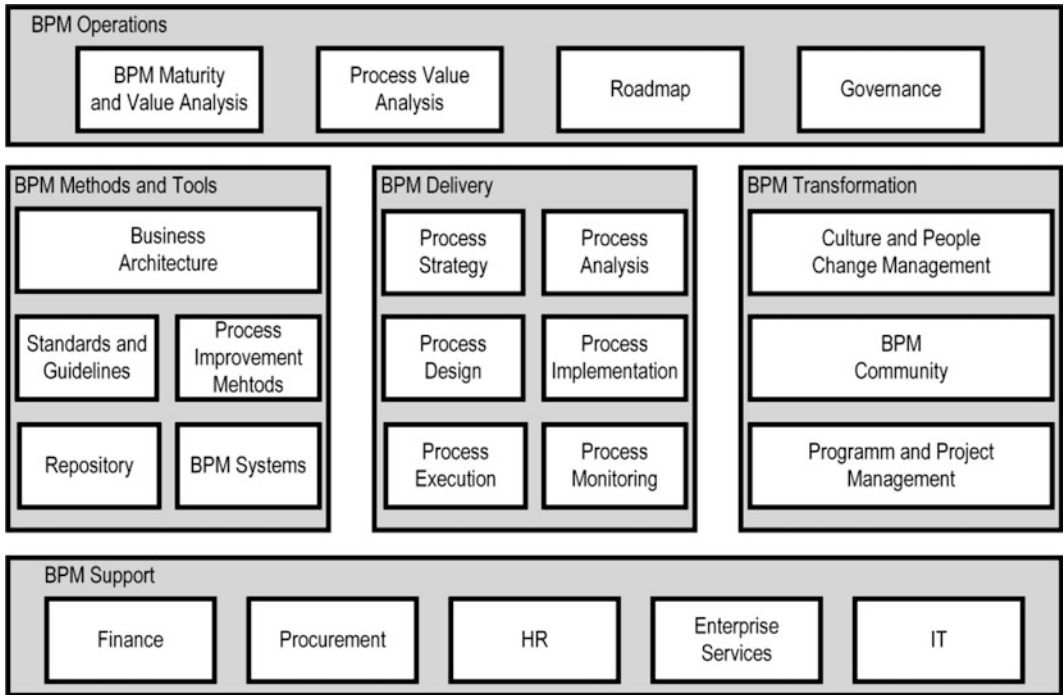 BPM Operations
BPM Maturity
and Value Analysis
Process Value
Analysis
Roadmap
Governance
BPM Methods and Tools
Business
Architecture
Standards and
Guidelines
Process
Improvement
Mehtods
Repository
BPM Systems
BPM Delivery
Process
Strategy
Process
Analysis
Process
Design
Process
Implementation
Process
Execution
Process
Monitoring
BPM Transformation
Culture and People
Change Management
BPM
Community
Programm and Project
Management
BPM Support
Finance
Procurement
HR
Enterprise
Services
IT